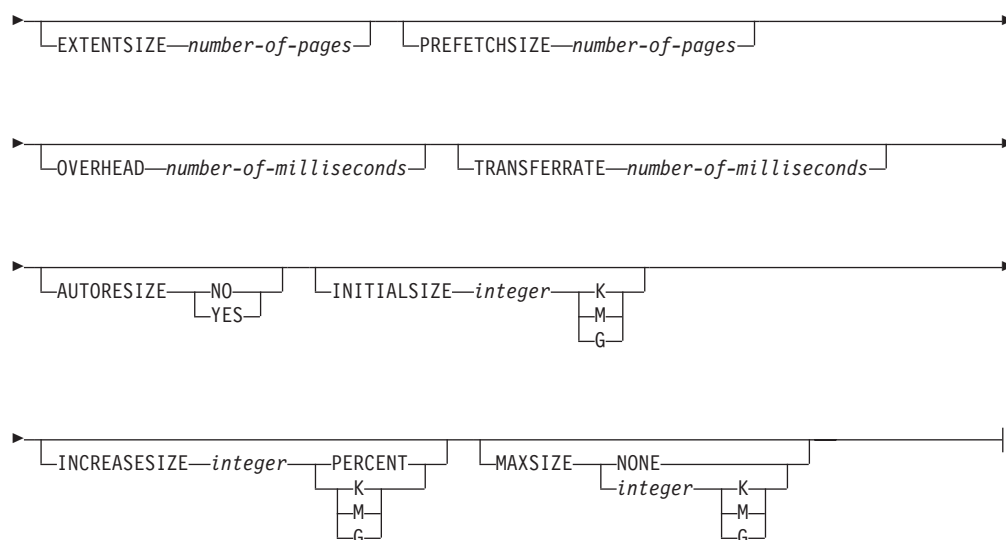 EXTENTSIZE number-of-pages PREFETCHSIZE number-of-pages
OVERHEAD number-of-milliseconds TRANSFERRATE number-of-milliseconds
AUTORESIZE NO INITIALSIZE integer K
YES M
G
INCREASESIZE integer PERCENT MAXSIZE NONE
K integer K
M M
G G